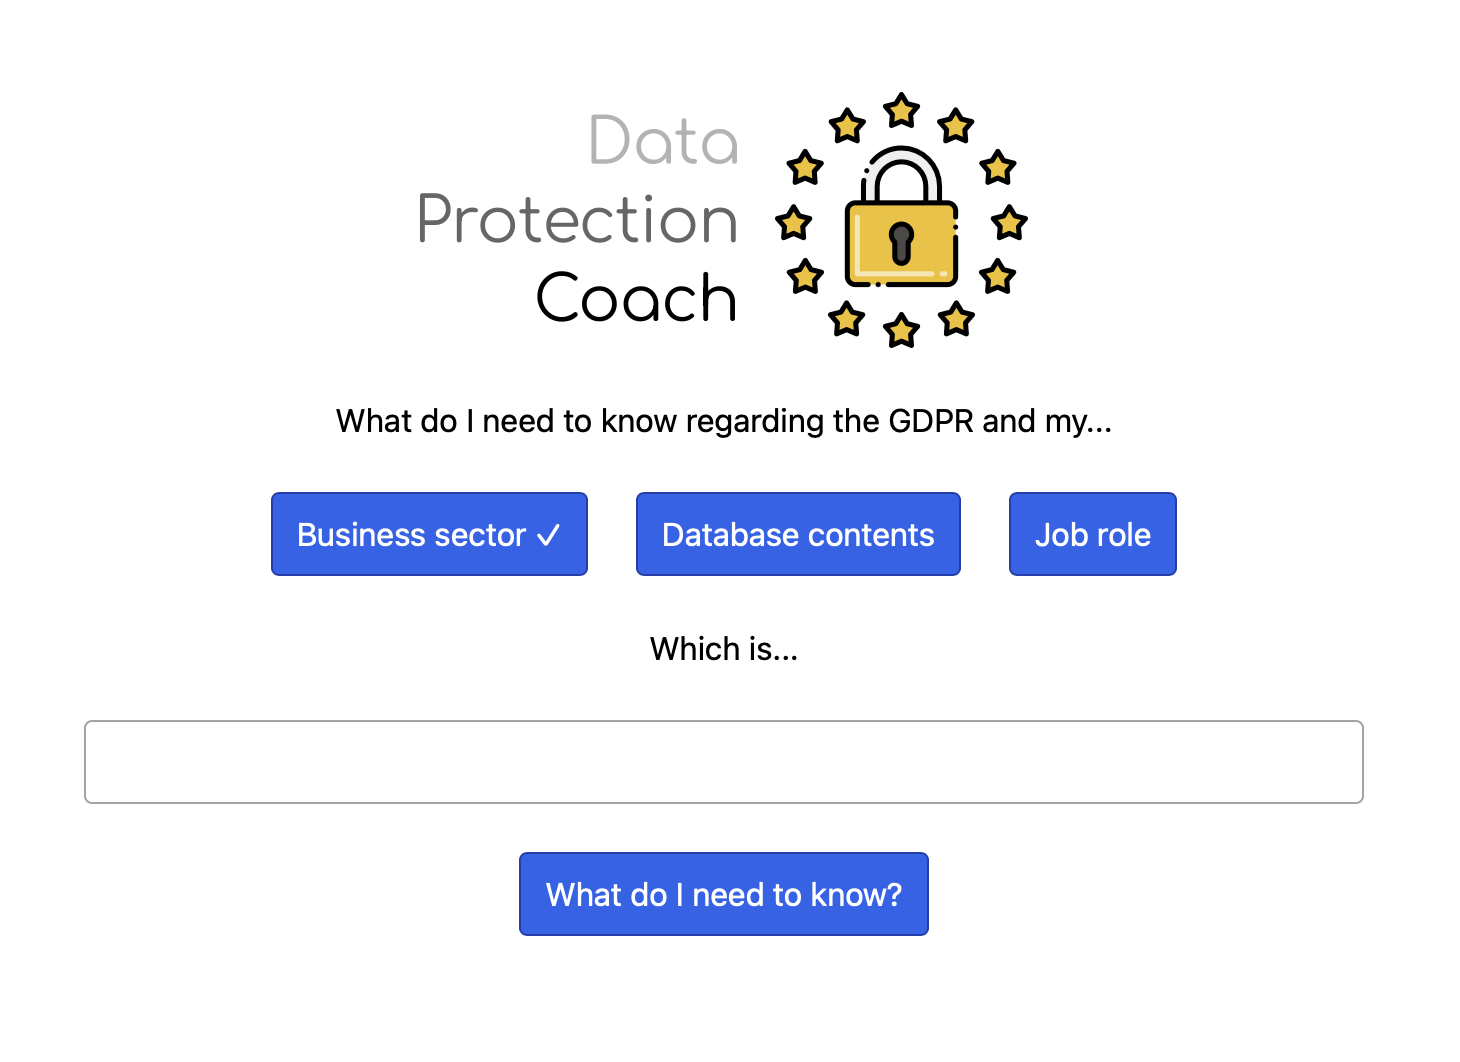 Data
Protection
Coach
What do I need to know regarding the GDPR and my...
Business sector ✓
Database contents
Job role
Which is...
What do I need to know?